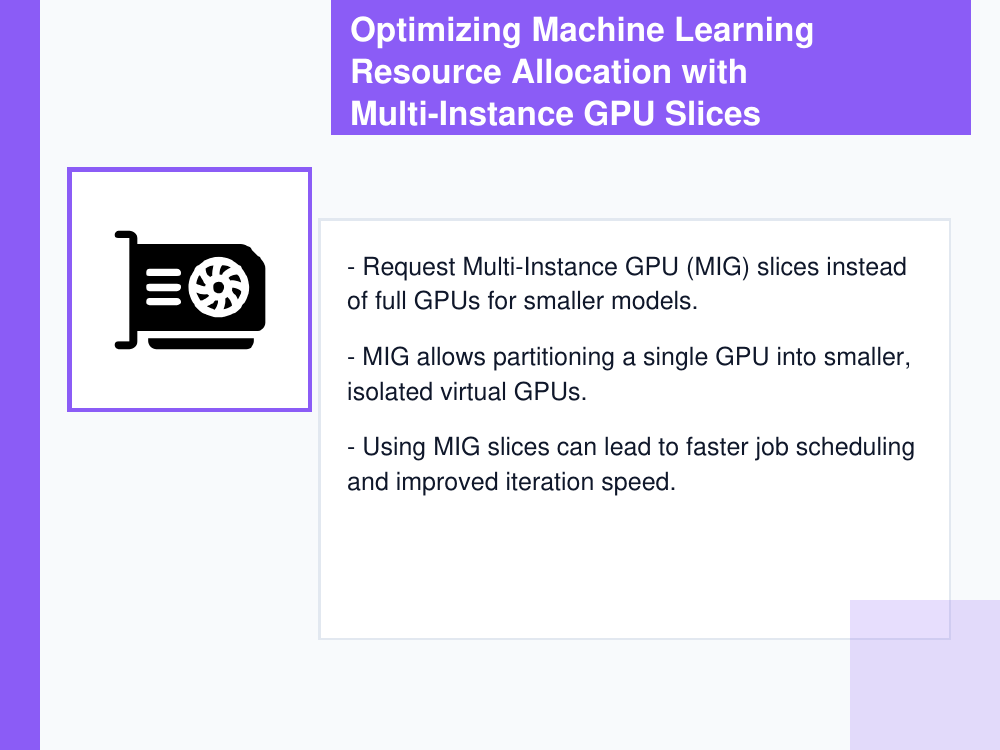 Optimizing Machine Learning
Resource Allocation with
Multi-Instance GPU Slices
- Request Multi-Instance GPU (MIG) slices instead
of full GPUs for smaller models.
- MIG allows partitioning a single GPU into smaller,
isolated virtual GPUs.
- Using MIG slices can lead to faster job scheduling
and improved iteration speed.